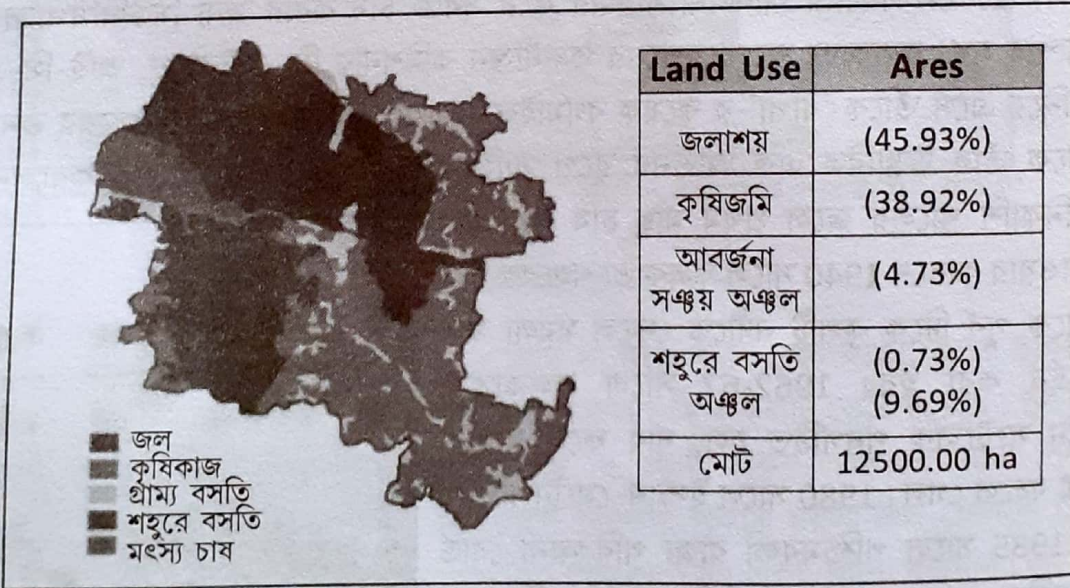 Land Use Ares
জলাশয় (45.93%)
কৃষিজমি (38.92%)
আবর্জনা
সঞ্চয় অঞ্চল (4.73%)
শহুরে বসতি (0.73%)
অঞ্চল (9.69%)
মোট 12500.00 ha
জল
কৃষিকাজ
গ্রাম্য বসতি
শহুরে বসতি
মৎস্য চাষ